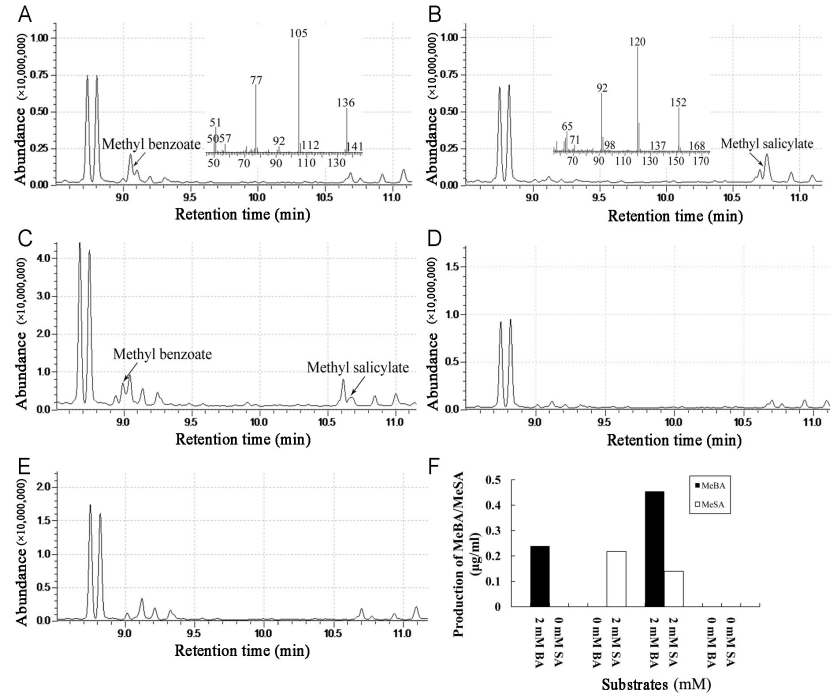 A
Abundance (×10,000,000)
1.00
0.75
0.50
0.25
0.00
105
77
136
51
50
57
92
112
141
50 70 90 110 130
Methyl benzoate
9.0 9.5 10.0 10.5 11.0
Retention time (min)
B
Abundance (×10,000,000)
1.00
0.75
0.50
0.25
0.00
120
92
152
65
71
98
137
168
70 90 110 130 150 170
Methyl salicylate
9.0 9.5 10.0 10.5 11.0
Retention time (min)
C
Abundance (×10,000,000)
4.0
3.0
2.0
1.0
0.0
Methyl benzoate
Methyl salicylate
9.0 9.5 10.0 10.5 11.0
Retention time (min)
D
Abundance (×10,000,000)
1.5
1.0
0.5
0.0
9.0 9.5 10.0 10.5 11.0
Retention time (min)
E
Abundance (×10,000,000)
2.0
1.5
1.0
0.5
0.0
9.0 9.5 10.0 10.5 11.0
Retention time (min)
F
Production of MeBA/MeSA
(μg/ml)
0.5
0.4
0.3
0.2
0.1
0
MeBA
MeSA
2 mM BA
0 mM SA
0 mM BA
2 mM SA
2 mM BA
2 mM SA
0 mM BA
0 mM SA
Substrates (mM)